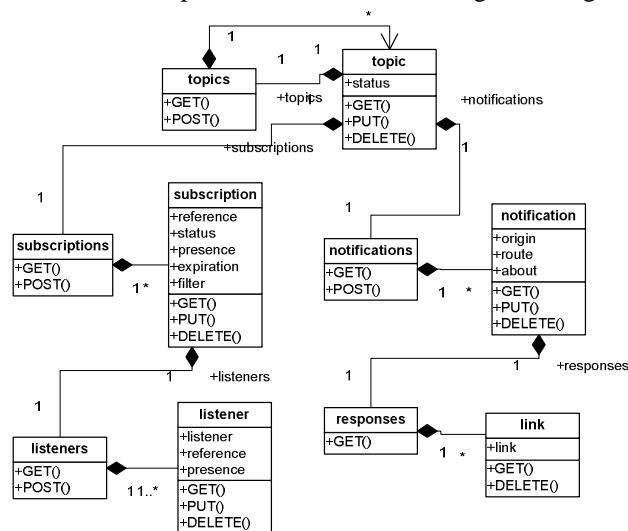 *
1
1
1
topics
+GET()
+POST()
topic
+status
+GET()
+PUT()
+DELETE()
+topics
1
+notifications
+subscriptions
1
1
1
subscription
+reference
+status
+presence
+expiration
+filter
+GET()
+PUT()
+DELETE()
subscriptions
+GET()
+POST()
1 *
notifications
+GET()
+POST()
1 *
notification
+origin
+route
+about
+GET()
+PUT()
+DELETE()
1
+listeners
1
1
+responses
1
listeners
+GET()
+POST()
1 1..*
listener
+listener
+reference
+presence
+GET()
+PUT()
+DELETE()
responses
+GET()
1 *
link
+link
+GET()
+DELETE()